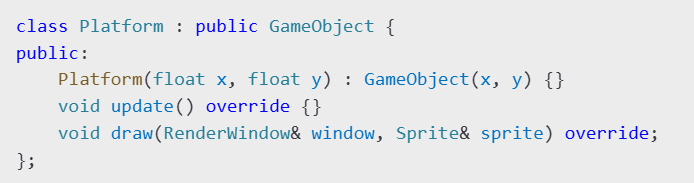 class Platform : public GameObject {
public:
    Platform(float x, float y) : GameObject(x, y) {}
    void update() override {}
    void draw(RenderWindow& window, Sprite& sprite) override;
};